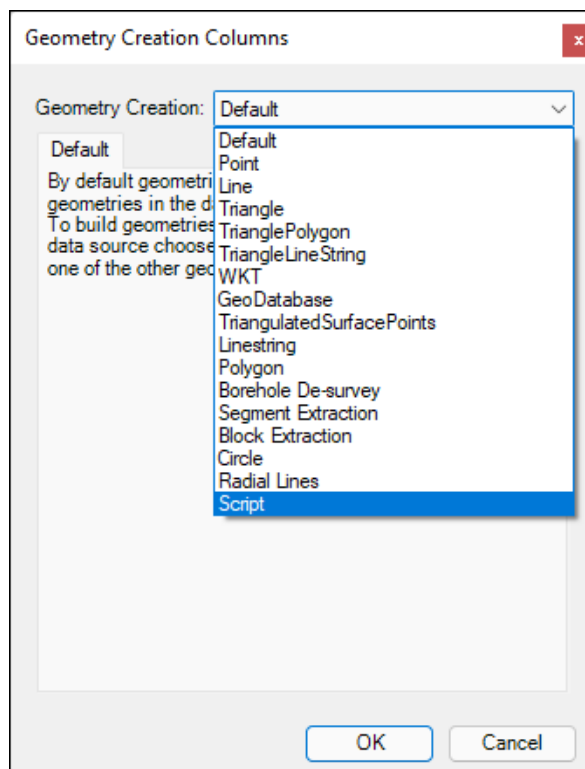 Geometry Creation Columns
x
Geometry Creation: Default
Default
Default
Point
Line
Triangle
TrianglePolygon
TriangleLineString
WKT
GeoDatabase
TriangulatedSurfacePoints
Linestring
Polygon
Borehole De-survey
Segment Extraction
Block Extraction
Circle
Radial Lines
Script
By default geometri
geometries in the d
To build geometries
data source choose
one of the other geo
OK
Cancel